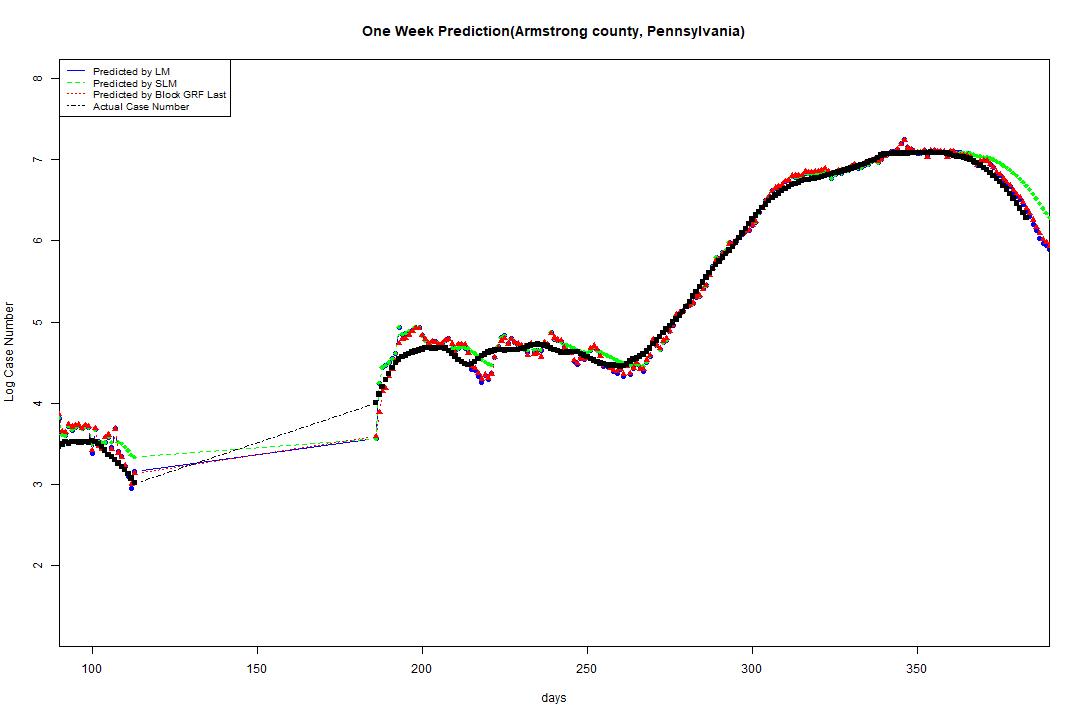 One Week Prediction(Armstrong county, Pennsylvania)
Predicted by LM
Predicted by SLM
Predicted by Block GRF Last
Actual Case Number
Log Case Number
8
7
6
5
4
3
2
100 150 200 250 300 350
days